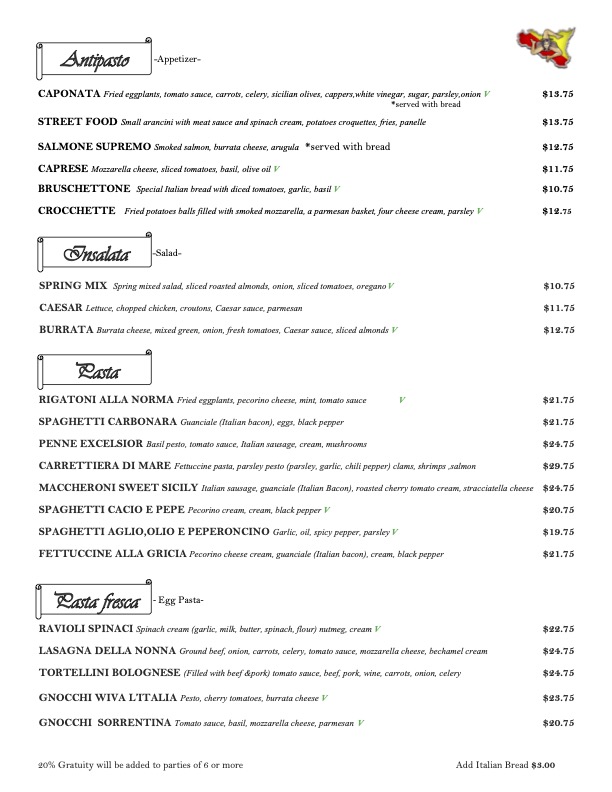 Antipasto -Appetizer-
CAPONATA Fried eggplants, tomato sauce, carrots, celery, sicilian olives, cappers,white vinegar, sugar, parsley,onion V $13.75
*served with bread
STREET FOOD Small arancini with meat sauce and spinach cream, potatoes croquettes, fries, panelle $13.75
SALMONE SUPREMO Smoked salmon, burrata cheese, arugula *served with bread $12.75
CAPRESE Mozzarella cheese, sliced tomatoes, basil, olive oil V $11.75
BRUSCHETTONE Special Italian bread with diced tomatoes, garlic, basil V $10.75
CROCCHETTE Fried potatoes balls filled with smoked mozzarella, a parmesan basket, four cheese cream, parsley V $12.75
Insalata -Salad-
SPRING MIX Spring mixed salad, sliced roasted almonds, onion, sliced tomatoes, oregano V $10.75
CAESAR Lettuce, chopped chicken, croutons, Caesar sauce, parmesan $11.75
BURRATA Burrata cheese, mixed green, onion, fresh tomatoes, Caesar sauce, sliced almonds V $12.75
Pasta
RIGATONI ALLA NORMA Fried eggplants, pecorino cheese, mint, tomato sauce V $21.75
SPAGHETTI CARBONARA Guanciale (Italian bacon), eggs, black pepper $21.75
PENNE EXCELSIOR Basil pesto, tomato sauce, Italian sausage, cream, mushrooms $24.75
CARRETTIERA DI MARE Fettuccine pasta, parsley pesto (parsley, garlic, chili pepper) clams, shrimps ,salmon $29.75
MACCHERONI SWEET SICILY Italian sausage, guanciale (Italian Bacon), roasted cherry tomato cream, stracciatella cheese $24.75
SPAGHETTI CACIO E PEPE Pecorino cream, cream, black pepper V $20.75
SPAGHETTI AGLIO,OLIO E PEPERONCINO Garlic, oil, spicy pepper, parsley V $19.75
FETTUCCINE ALLA GRICIA Pecorino cheese cream, guanciale (Italian bacon), cream, black pepper $21.75
Pasta fresca - Egg Pasta-
RAVIOLI SPINACI Spinach cream (garlic, milk, butter, spinach, flour) nutmeg, cream V $22.75
LASAGNA DELLA NONNA Ground beef, onion, carrots, celery, tomato sauce, mozzarella cheese, bechamel cream $24.75
TORTELLINI BOLOGNESE (Filled with beef &pork) tomato sauce, beef, pork, wine, carrots, onion, celery $24.75
GNOCCHI WIVA L'ITALIA Pesto, cherry tomatoes, burrata cheese V $23.75
GNOCCHI SORRENTINA Tomato sauce, basil, mozzarella cheese, parmesan V $20.75
20% Gratuity will be added to parties of 6 or more Add Italian Bread $3.00